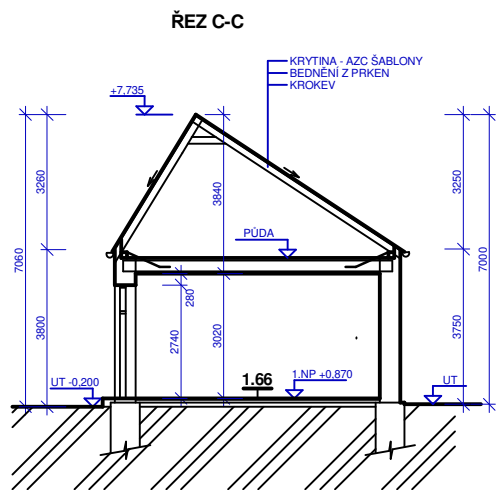 ŘEZ C-C
KRYTINA - AZC ŠABLONY
BEDNĚNÍ Z PRKEN
KROKEV
+7.735
3260
3840
3250
7060
7000
PŮDA
280
3800
2740
3020
3750
UT -0,200
1.66
1.NP +0.870
UT